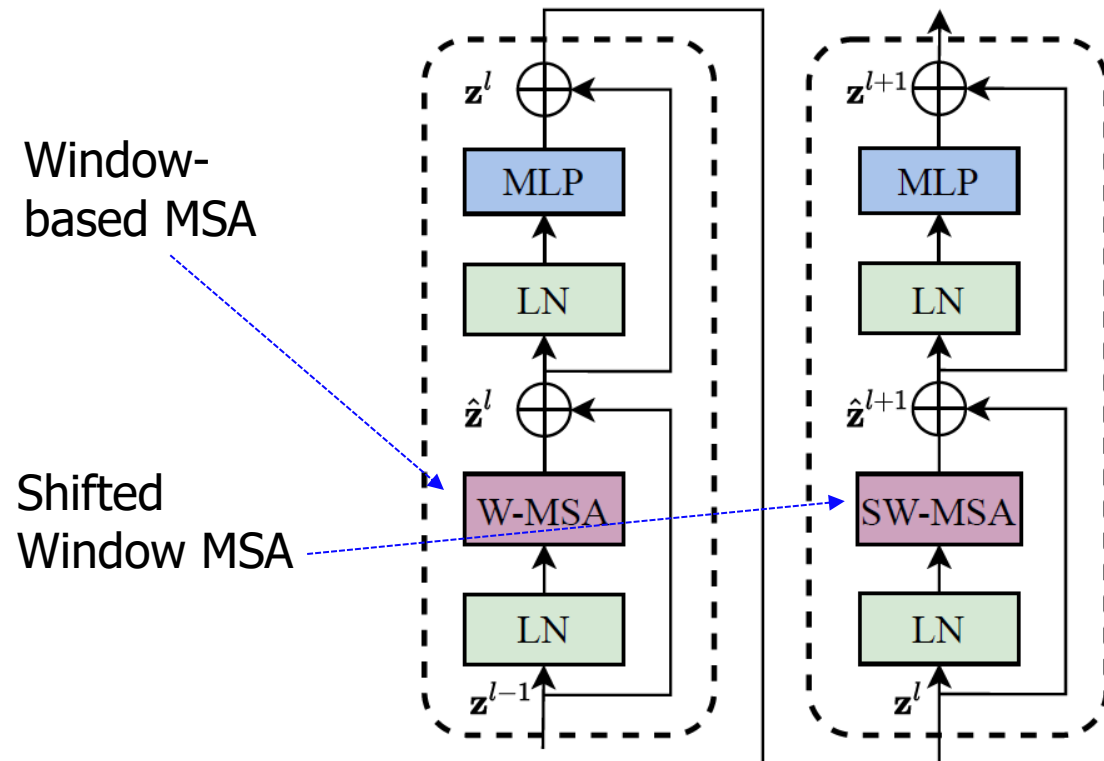 Window-
based MSA
Shifted
Window MSA
z^l
MLP
LN
ẑ^l
W-MSA
LN
z^{l−1}
z^{l+1}
MLP
LN
ẑ^{l+1}
SW-MSA
LN
z^l